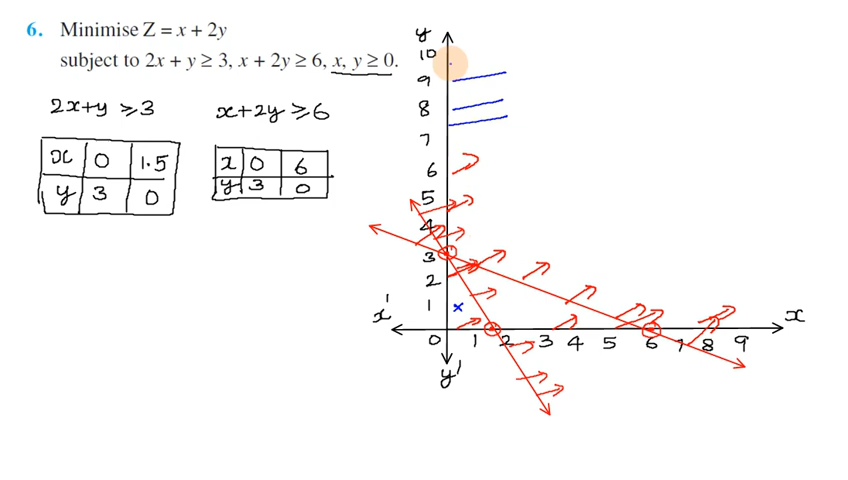 6. Minimise Z = x + 2y
subject to 2x + y ≥ 3, x + 2y ≥ 6, x, y ≥ 0.
2x+y ≥ 3
x+2y ≥ 6
x 0 1.5
y 3 0
x 0 6
y 3 0
y
10
9
8
7
6
5
4
3
2
1
x' x
0 1 2 3 4 5 6 7 8 9
y'